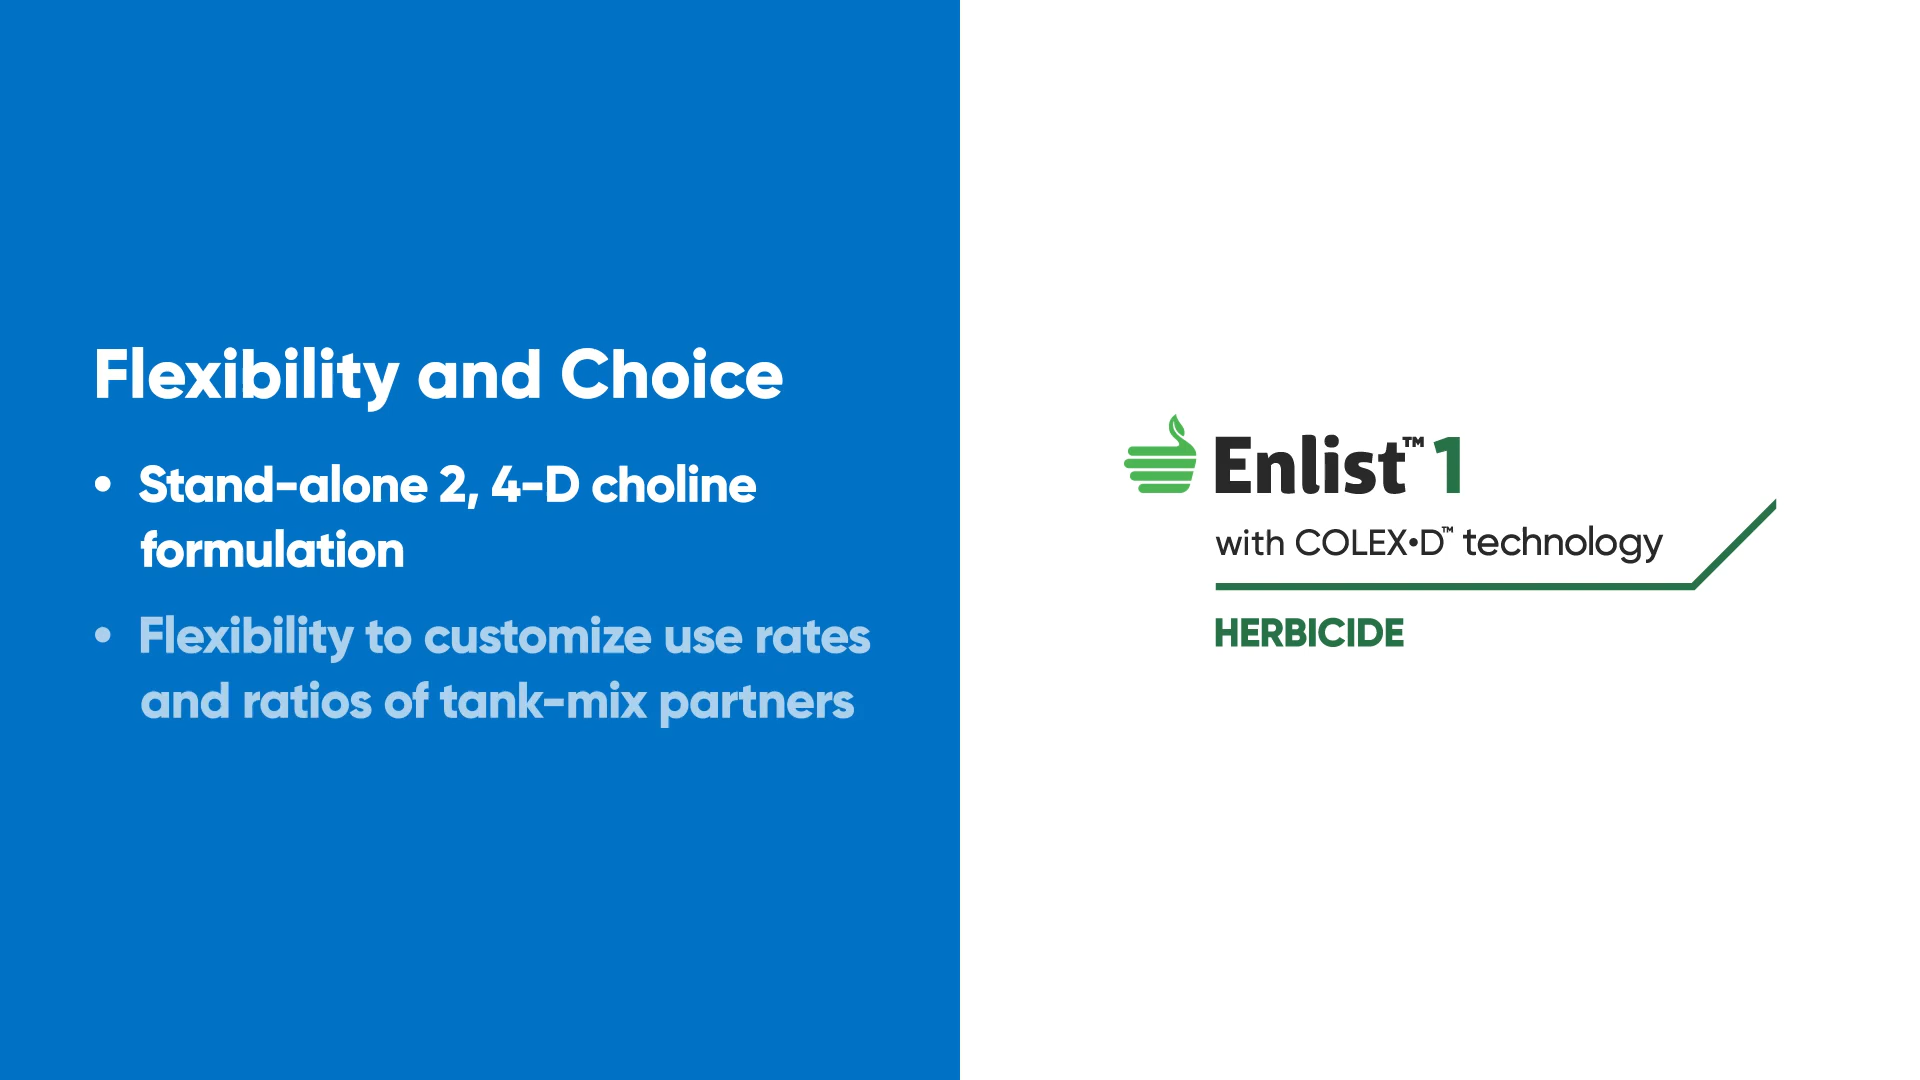 Flexibility and Choice
• Stand-alone 2, 4-D choline
formulation
• Flexibility to customize use rates
and ratios of tank-mix partners
Enlist™ 1
with COLEX•D™ technology
HERBICIDE